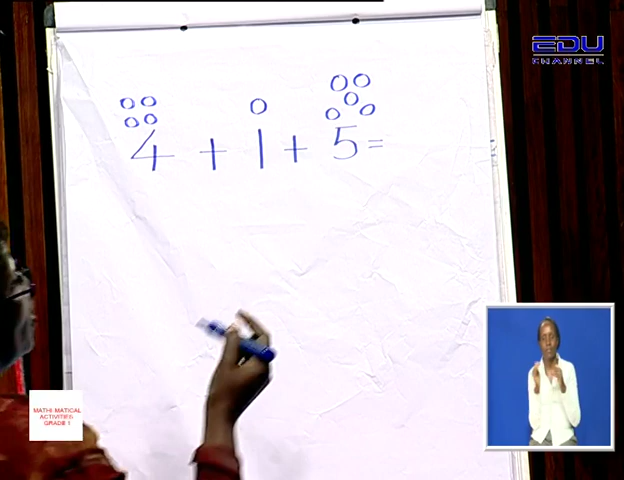 EDU
CHANNEL
4 + 1 + 5 =
MATHEMATICAL
ACTIVITIES
GRADE 1